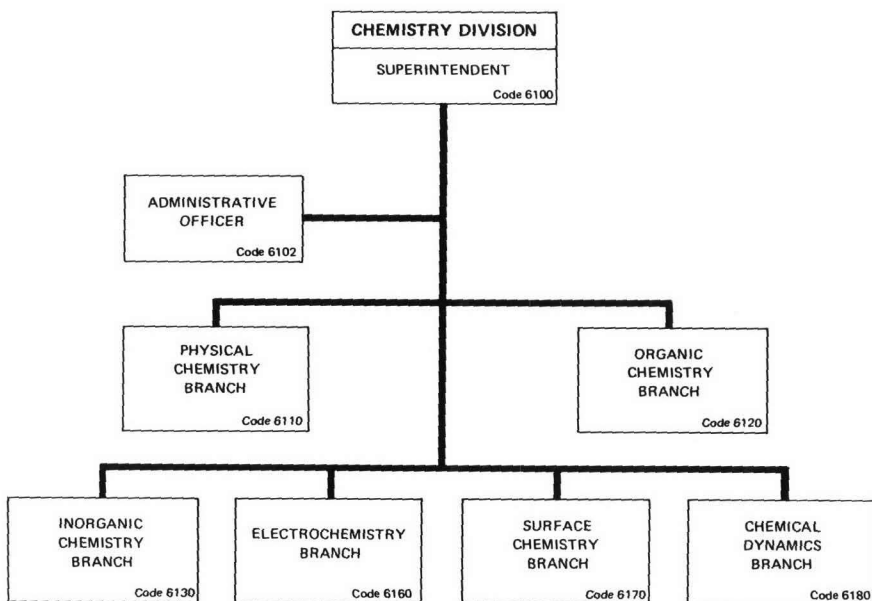 CHEMISTRY DIVISION
SUPERINTENDENT
Code 6100
ADMINISTRATIVE
OFFICER
Code 6102
PHYSICAL
CHEMISTRY
BRANCH
Code 6110
ORGANIC
CHEMISTRY
BRANCH
Code 6120
INORGANIC
CHEMISTRY
BRANCH
Code 6130
ELECTROCHEMISTRY
BRANCH
Code 6160
SURFACE
CHEMISTRY
BRANCH
Code 6170
CHEMICAL
DYNAMICS
BRANCH
Code 6180